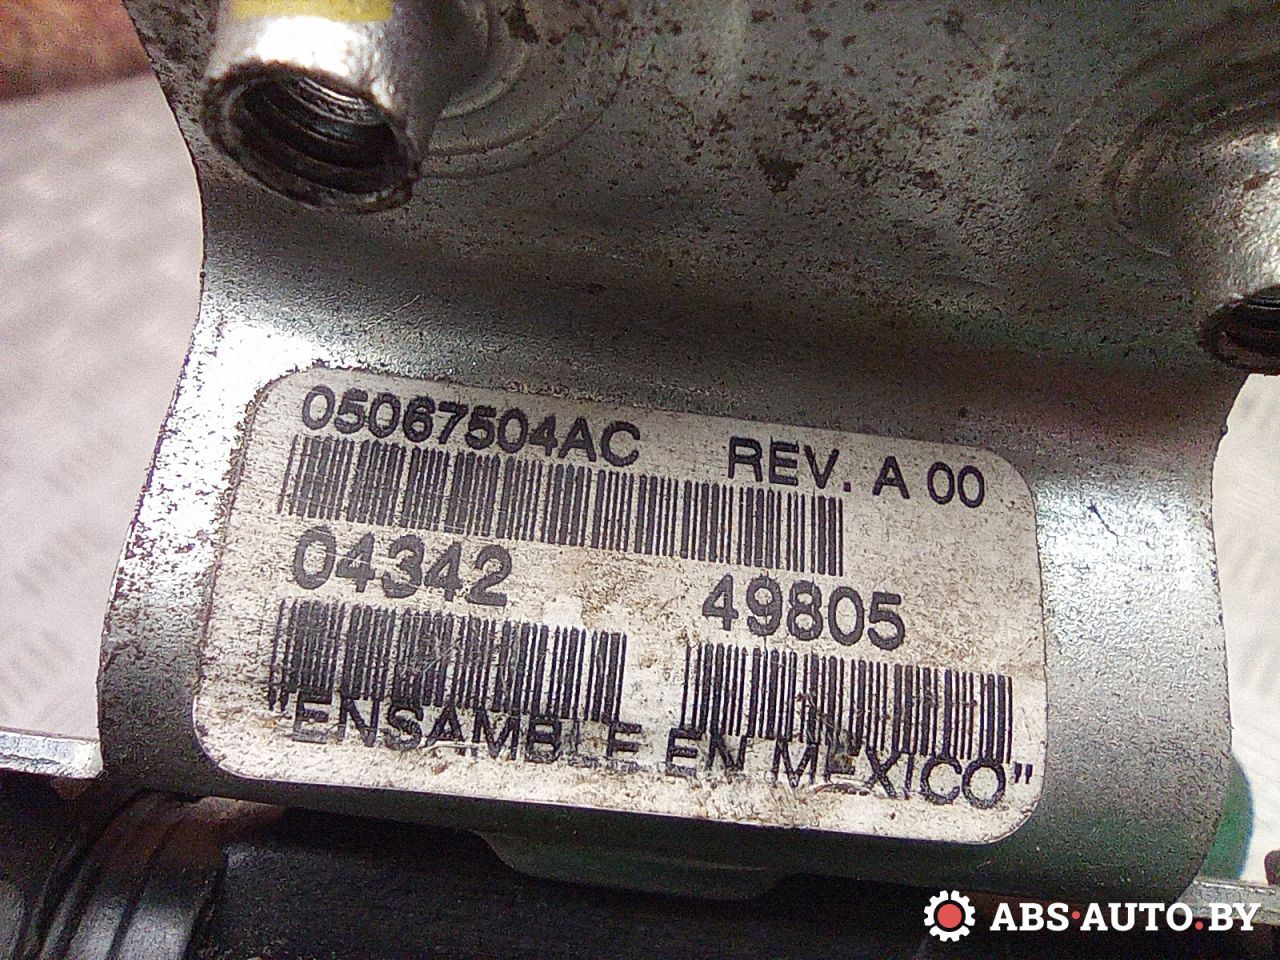 05067504AC REV. A 00
04342 49805
"ENSAMBLE EN MEXICO"
ABS·AUTO.BY